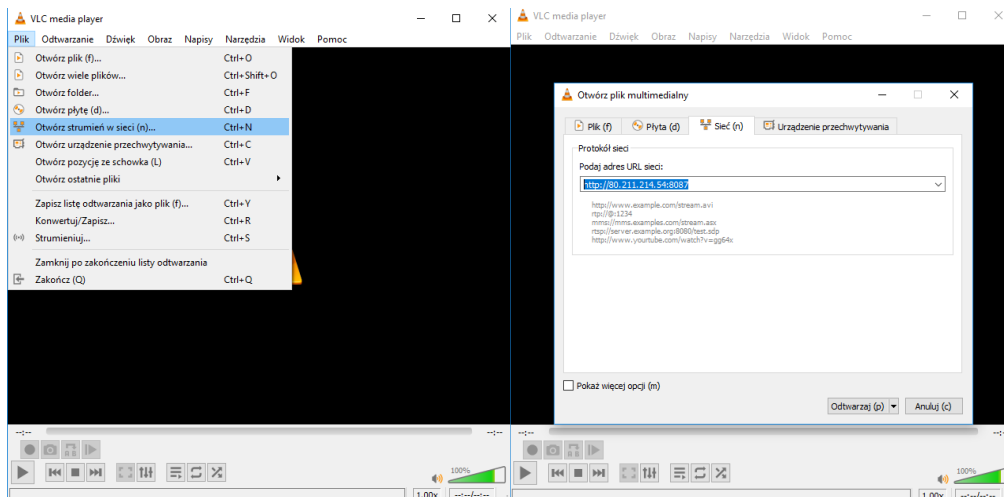 VLC media player
Plik Odtwarzanie Dźwięk Obraz Napisy Narzędzia Widok Pomoc
Otwórz plik (f)... Ctrl+O
Otwórz wiele plików... Ctrl+Shift+O
Otwórz folder... Ctrl+F
Otwórz płytę (d)... Ctrl+D
Otwórz strumień w sieci (n)... Ctrl+N
Otwórz urządzenie przechwytywania... Ctrl+C
Otwórz pozycję ze schowka (L) Ctrl+V
Otwórz ostatnie pliki
Zapisz listę odtwarzania jako plik (f)... Ctrl+Y
Konwertuj/Zapisz... Ctrl+R
Strumieniuj... Ctrl+S
Zamknij po zakończeniu listy odtwarzania
Zakończ (Q) Ctrl+Q
--:-- --:--
100%
1.00x --:--/--:--
VLC media player
Plik Odtwarzanie Dźwięk Obraz Napisy Narzędzia Widok Pomoc
Otwórz plik multimedialny
Plik (f) Płyta (d) Sieć (n) Urządzenie przechwytywania
Protokół sieci
Podaj adres URL sieci:
http://80.211.214.54:8087
http://www.example.com/stream.avi
rtp://@:1234
mms://mms.examples.com/stream.asx
rtsp://server.example.org:8080/test.sdp
http://www.yourtube.com/watch?v=gg64x
Pokaż więcej opcji (m)
Odtwarzaj (p) Anuluj (c)
--:--
100%
1.00x --:--/--:--